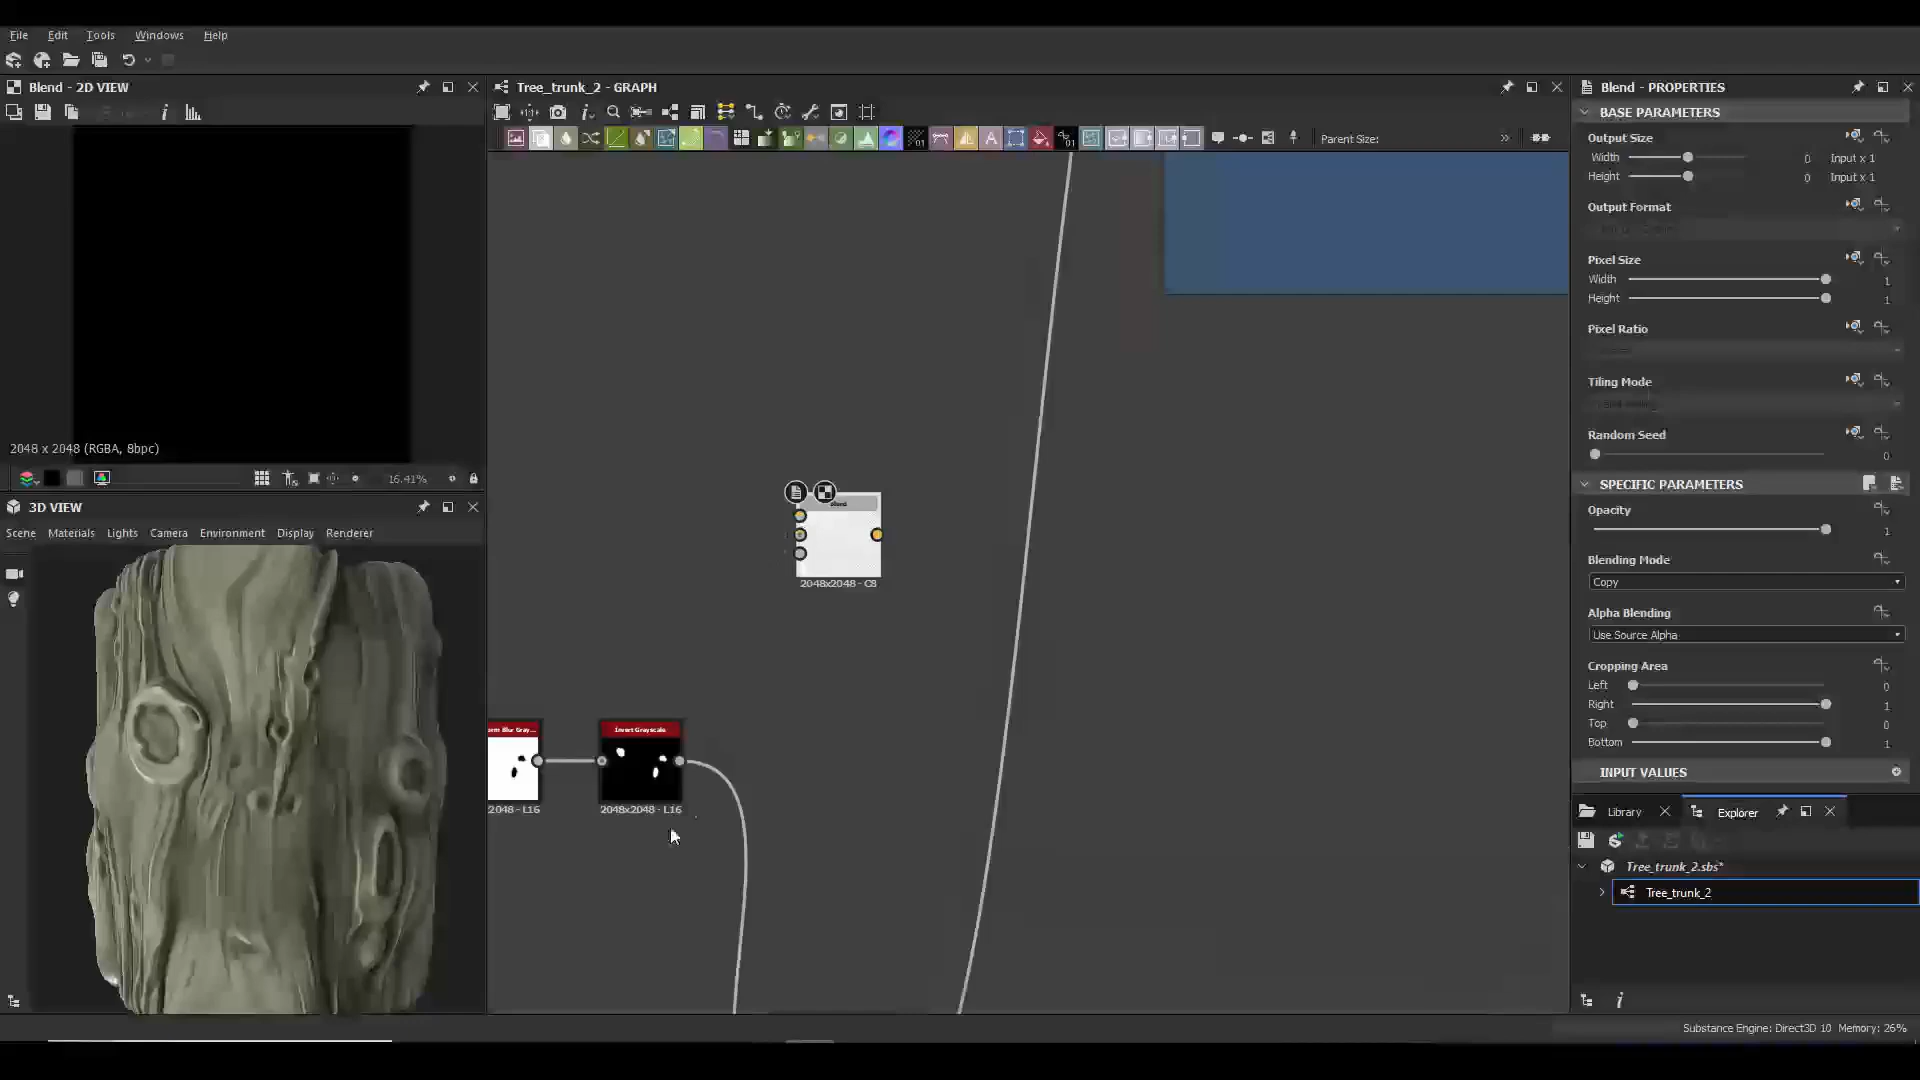 File Edit Tools Windows Help
Blend - 2D VIEW
2048 x 2048 (RGBA, 8bpc)
16.41%
3D VIEW
Scene Materials Lights Camera Environment Display Renderer
Tree_trunk_2 - GRAPH
Parent Size:
Blend
2048x2048 - C8
orm Blur Gray...
2048 - L16
Invert Grayscale
2048x2048 - L16
Blend - PROPERTIES
BASE PARAMETERS
Output Size
Width 0 Input x 1
Height 0 Input x 1
Output Format
Pixel Size
Width 1
Height 1
Pixel Ratio
Tiling Mode
Random Seed
0
SPECIFIC PARAMETERS
Opacity
1
Blending Mode
Copy
Alpha Blending
Use Source Alpha
Cropping Area
Left 0
Right 1
Top 0
Bottom 1
INPUT VALUES
Library Explorer
Tree_trunk_2.sbs*
Tree_trunk_2
Substance Engine: Direct3D 10 Memory: 26%